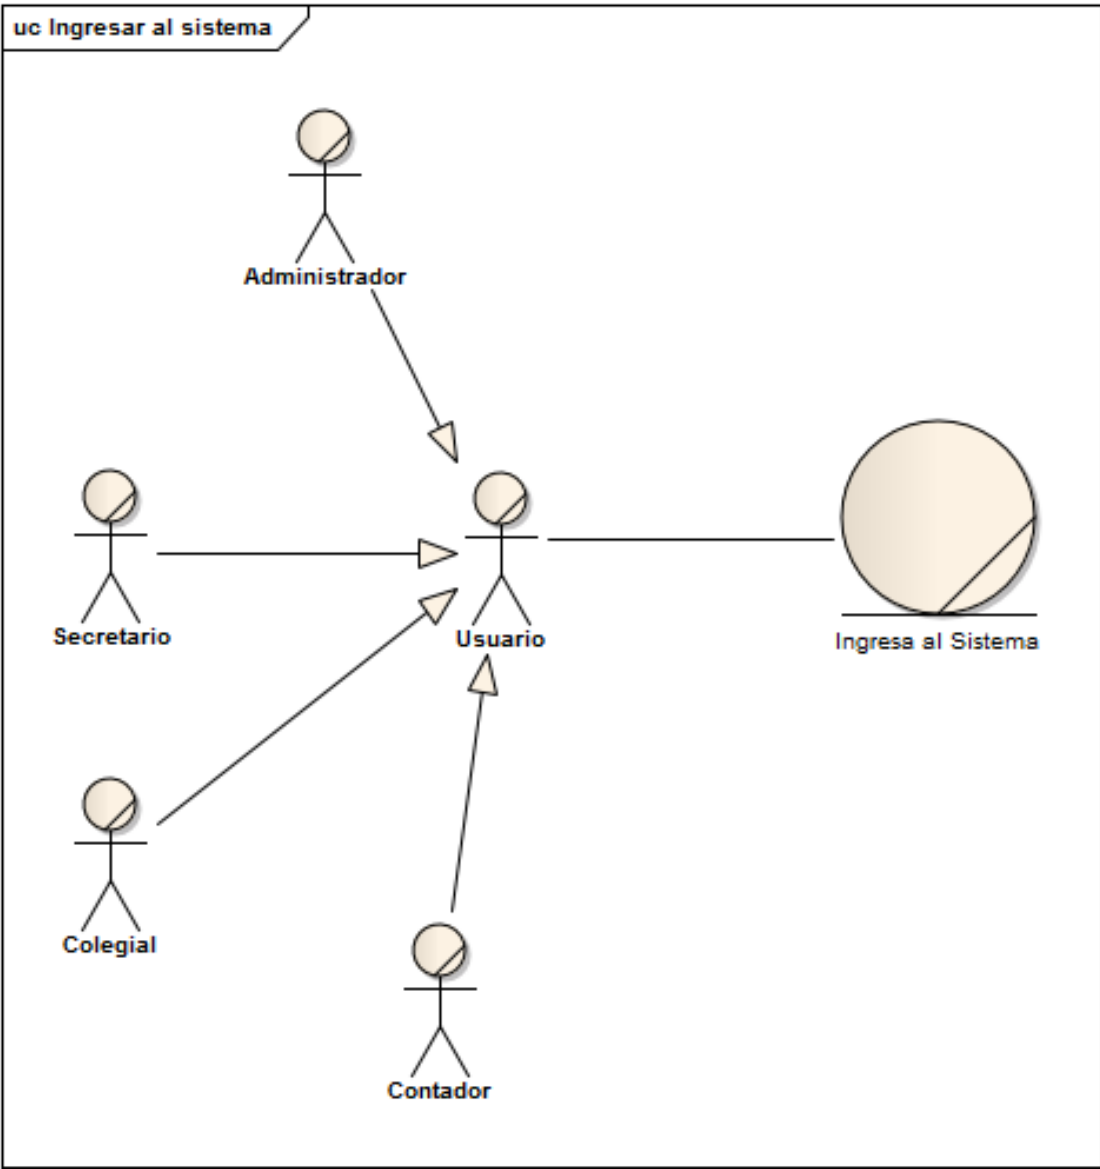 uc Ingresar al sistema
Administrador
Secretario
Usuario
Ingresa al Sistema
Colegial
Contador